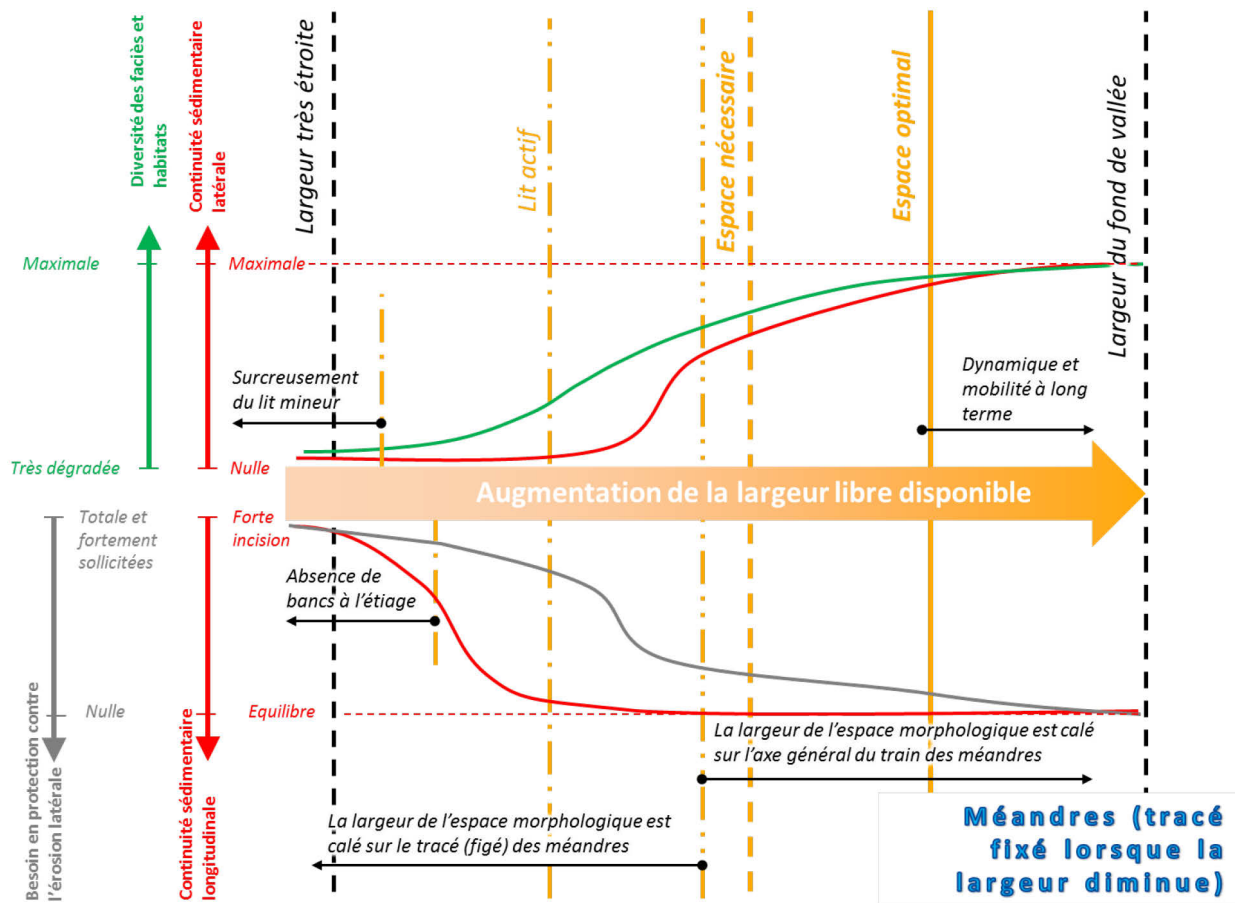 Diversité des faciès et
habitats
Continuité sédimentaire
latérale
Largeur très étroite
Lit actif
Espace nécessaire
Espace optimal
Largeur du fond de vallée
Maximale
Maximale
Surcreusement
du lit mineur
Dynamique et
mobilité à long
terme
Très dégradée
Nulle
Augmentation de la largeur libre disponible
Totale et
fortement
sollicitées
Forte
incision
Absence de
bancs à l'étiage
Nulle
Equilibre
La largeur de l'espace morphologique est calé
sur l'axe général du train des méandres
Besoin en protection contre
l'érosion latérale
Continuité sédimentaire
longitudinale
La largeur de l'espace morphologique est
calé sur le tracé (figé) des méandres
Méandres (tracé
fixé lorsque la
largeur diminue)